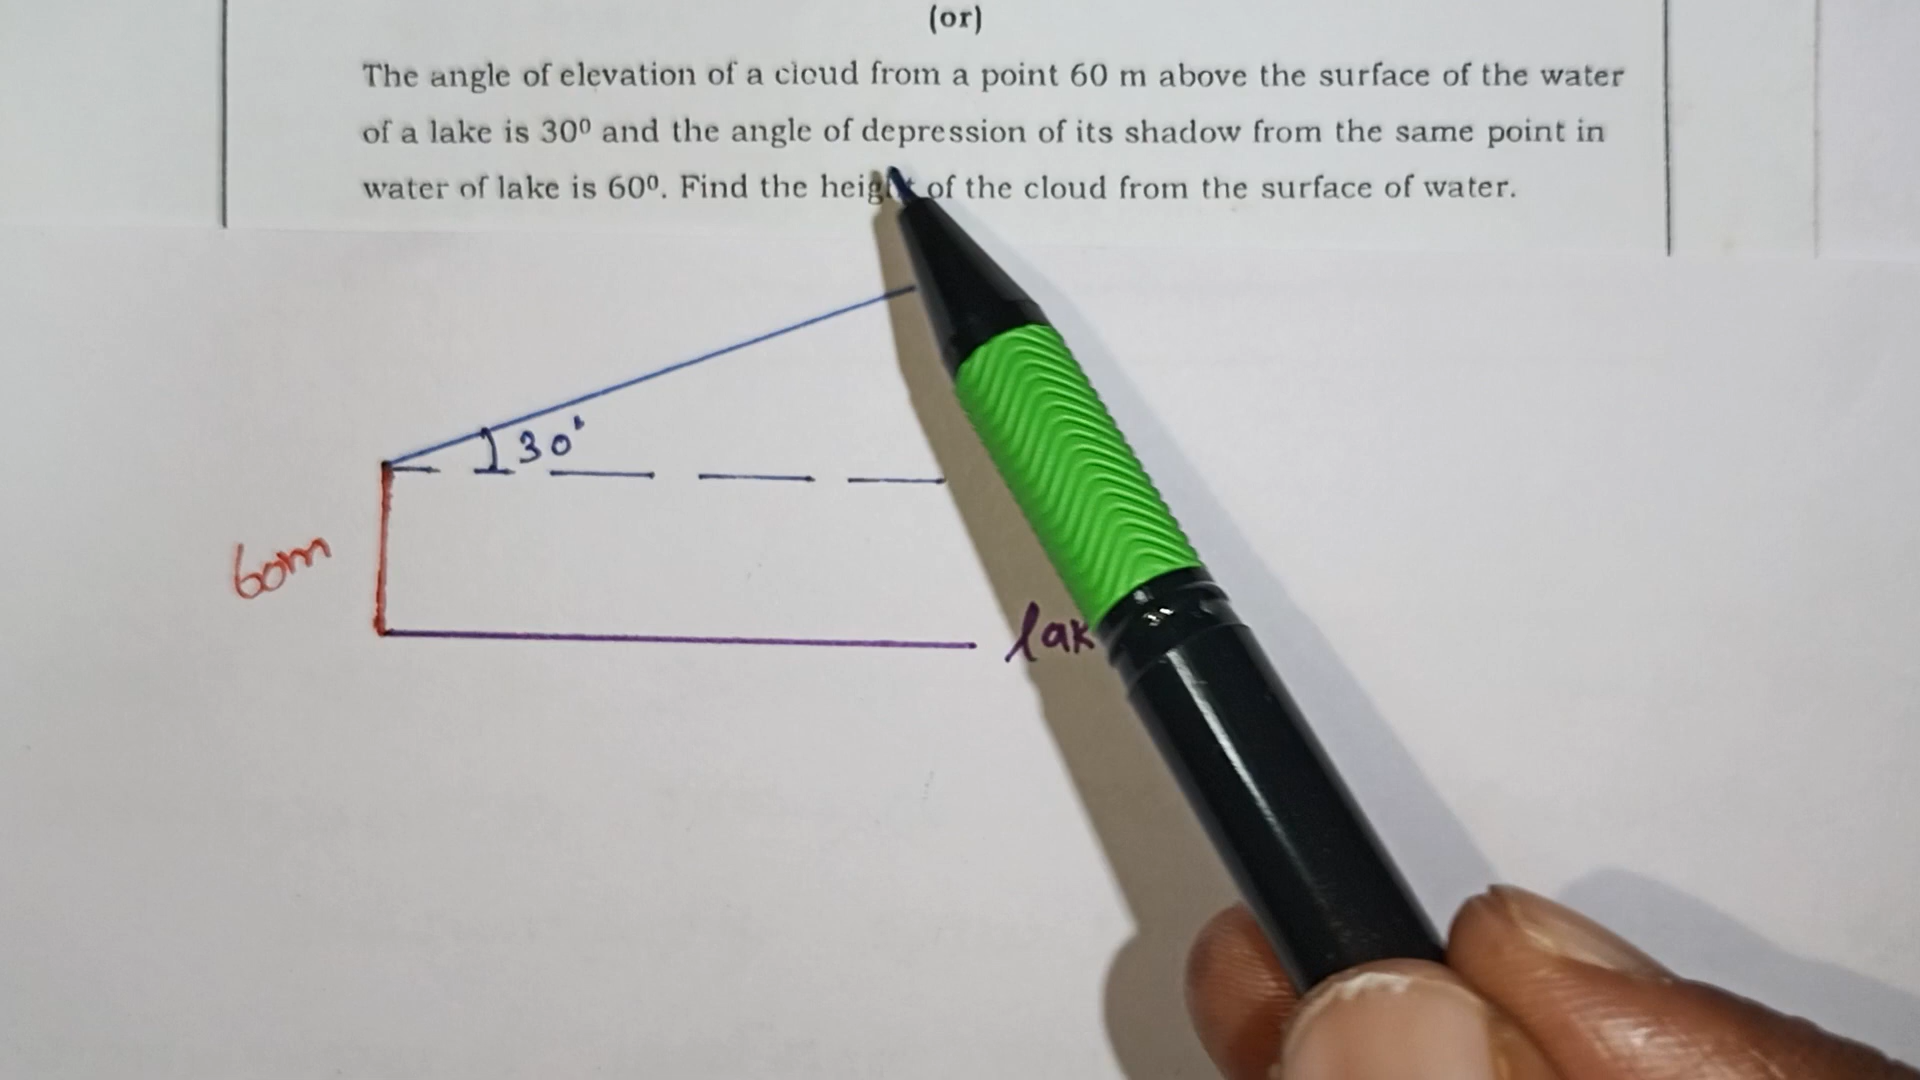 (or)
The angle of elevation of a cloud from a point 60 m above the surface of the water
of a lake is 30⁰ and the angle of depression of its shadow from the same point in
water of lake is 60⁰. Find the of the cloud from the surface of water.
30°
60m
lak